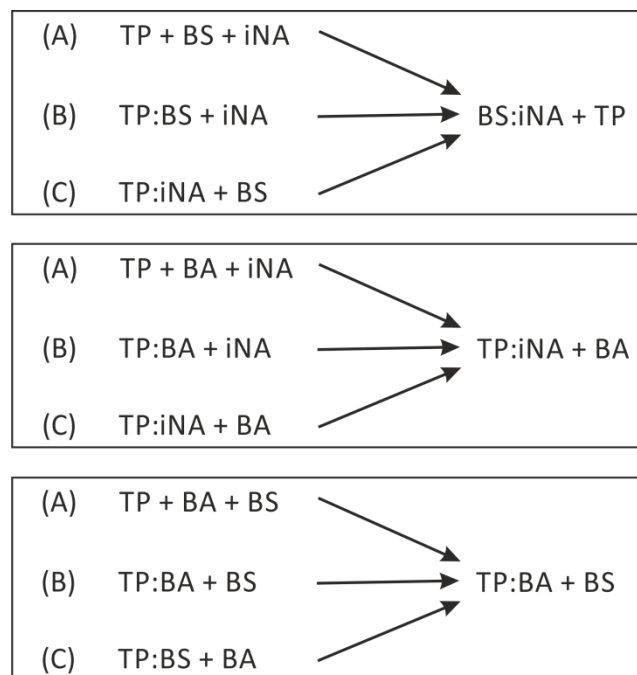 (A) TP + BS + iNA
(B) TP:BS + iNA BS:iNA + TP
(C) TP:iNA + BS
(A) TP + BA + iNA
(B) TP:BA + iNA TP:iNA + BA
(C) TP:iNA + BA
(A) TP + BA + BS
(B) TP:BA + BS TP:BA + BS
(C) TP:BS + BA